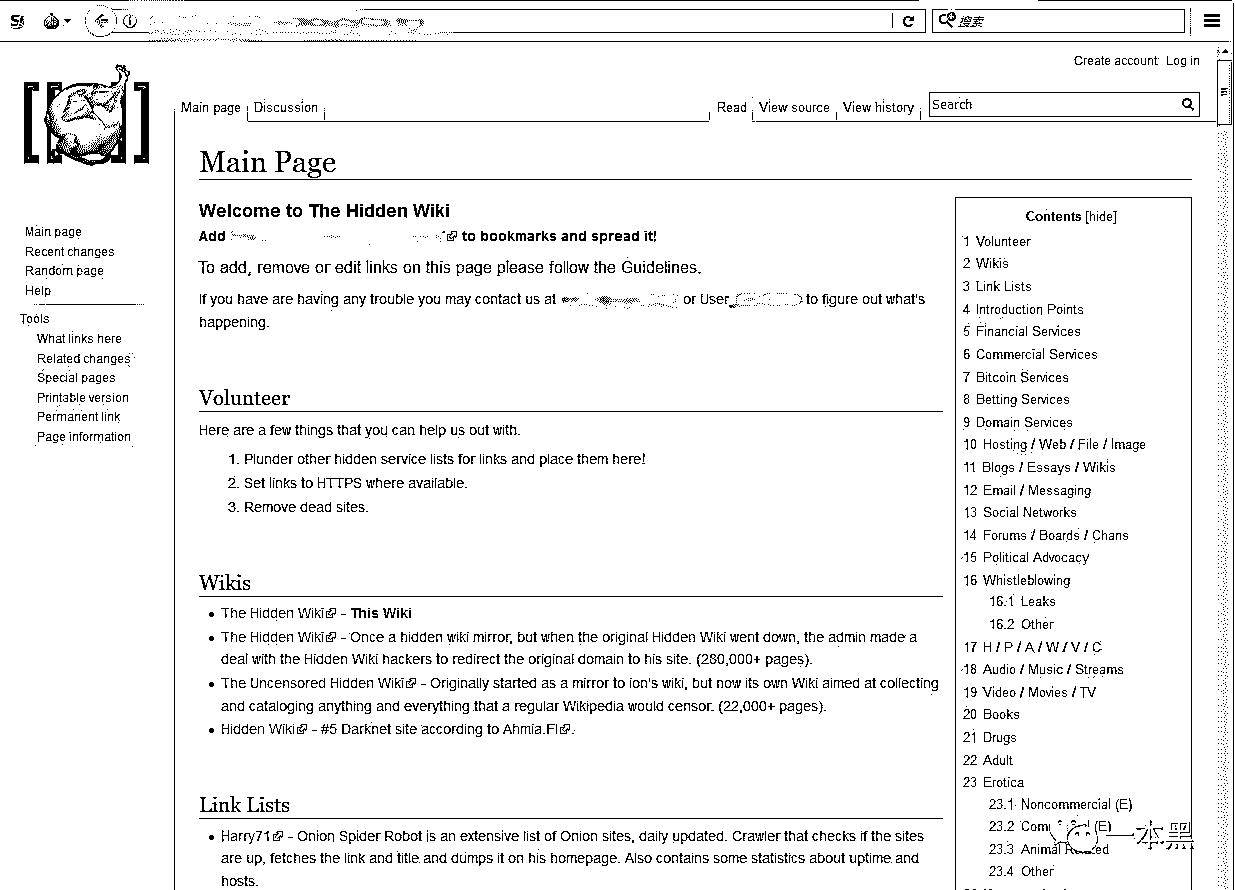 搜索
Create account Log in
Main page Discussion Read View source View history Search
Main Page
Welcome to The Hidden Wiki
Add to bookmarks and spread it!
To add, remove or edit links on this page please follow the Guidelines.
If you have are having any trouble you may contact us at or User to figure out what's
happening.
Main page
Recent changes
Random page
Help
Tools
What links here
Related changes
Special pages
Printable version
Permanent link
Page information
Volunteer
Here are a few things that you can help us out with.
1. Plunder other hidden service lists for links and place them here!
2. Set links to HTTPS where available.
3. Remove dead sites.
Wikis
• The Hidden Wiki - This Wiki
• The Hidden Wiki - Once a hidden wiki mirror, but when the original Hidden Wiki went down, the admin made a
deal with the Hidden Wiki hackers to redirect the original domain to his site. (280,000+ pages).
• The Uncensored Hidden Wiki - Originally started as a mirror to ion's wiki, but now its own Wiki aimed at collecting
and cataloging anything and everything that a regular Wikipedia would censor. (22,000+ pages).
• Hidden Wiki - #5 Darknet site according to Ahmia.FI.
Link Lists
• Harry71 - Onion Spider Robot is an extensive list of Onion sites, daily updated. Crawler that checks if the sites
are up, fetches the link and title and dumps it on his homepage. Also contains some statistics about uptime and
hosts.
Contents [hide]
1 Volunteer
2 Wikis
3 Link Lists
4 Introduction Points
5 Financial Services
6 Commercial Services
7 Bitcoin Services
8 Betting Services
9 Domain Services
10 Hosting / Web / File / Image
11 Blogs / Essays / Wikis
12 Email / Messaging
13 Social Networks
14 Forums / Boards / Chans
15 Political Advocacy
16 Whistleblowing
16.1 Leaks
16.2 Other
17 H / P / A / W / V / C
18 Audio / Music / Streams
19 Video / Movies / TV
20 Books
21 Drugs
22 Adult
23 Erotica
23.1 Noncommercial (E)
23.2 (E)
23.3 Animal
23.4 Other
一本黑